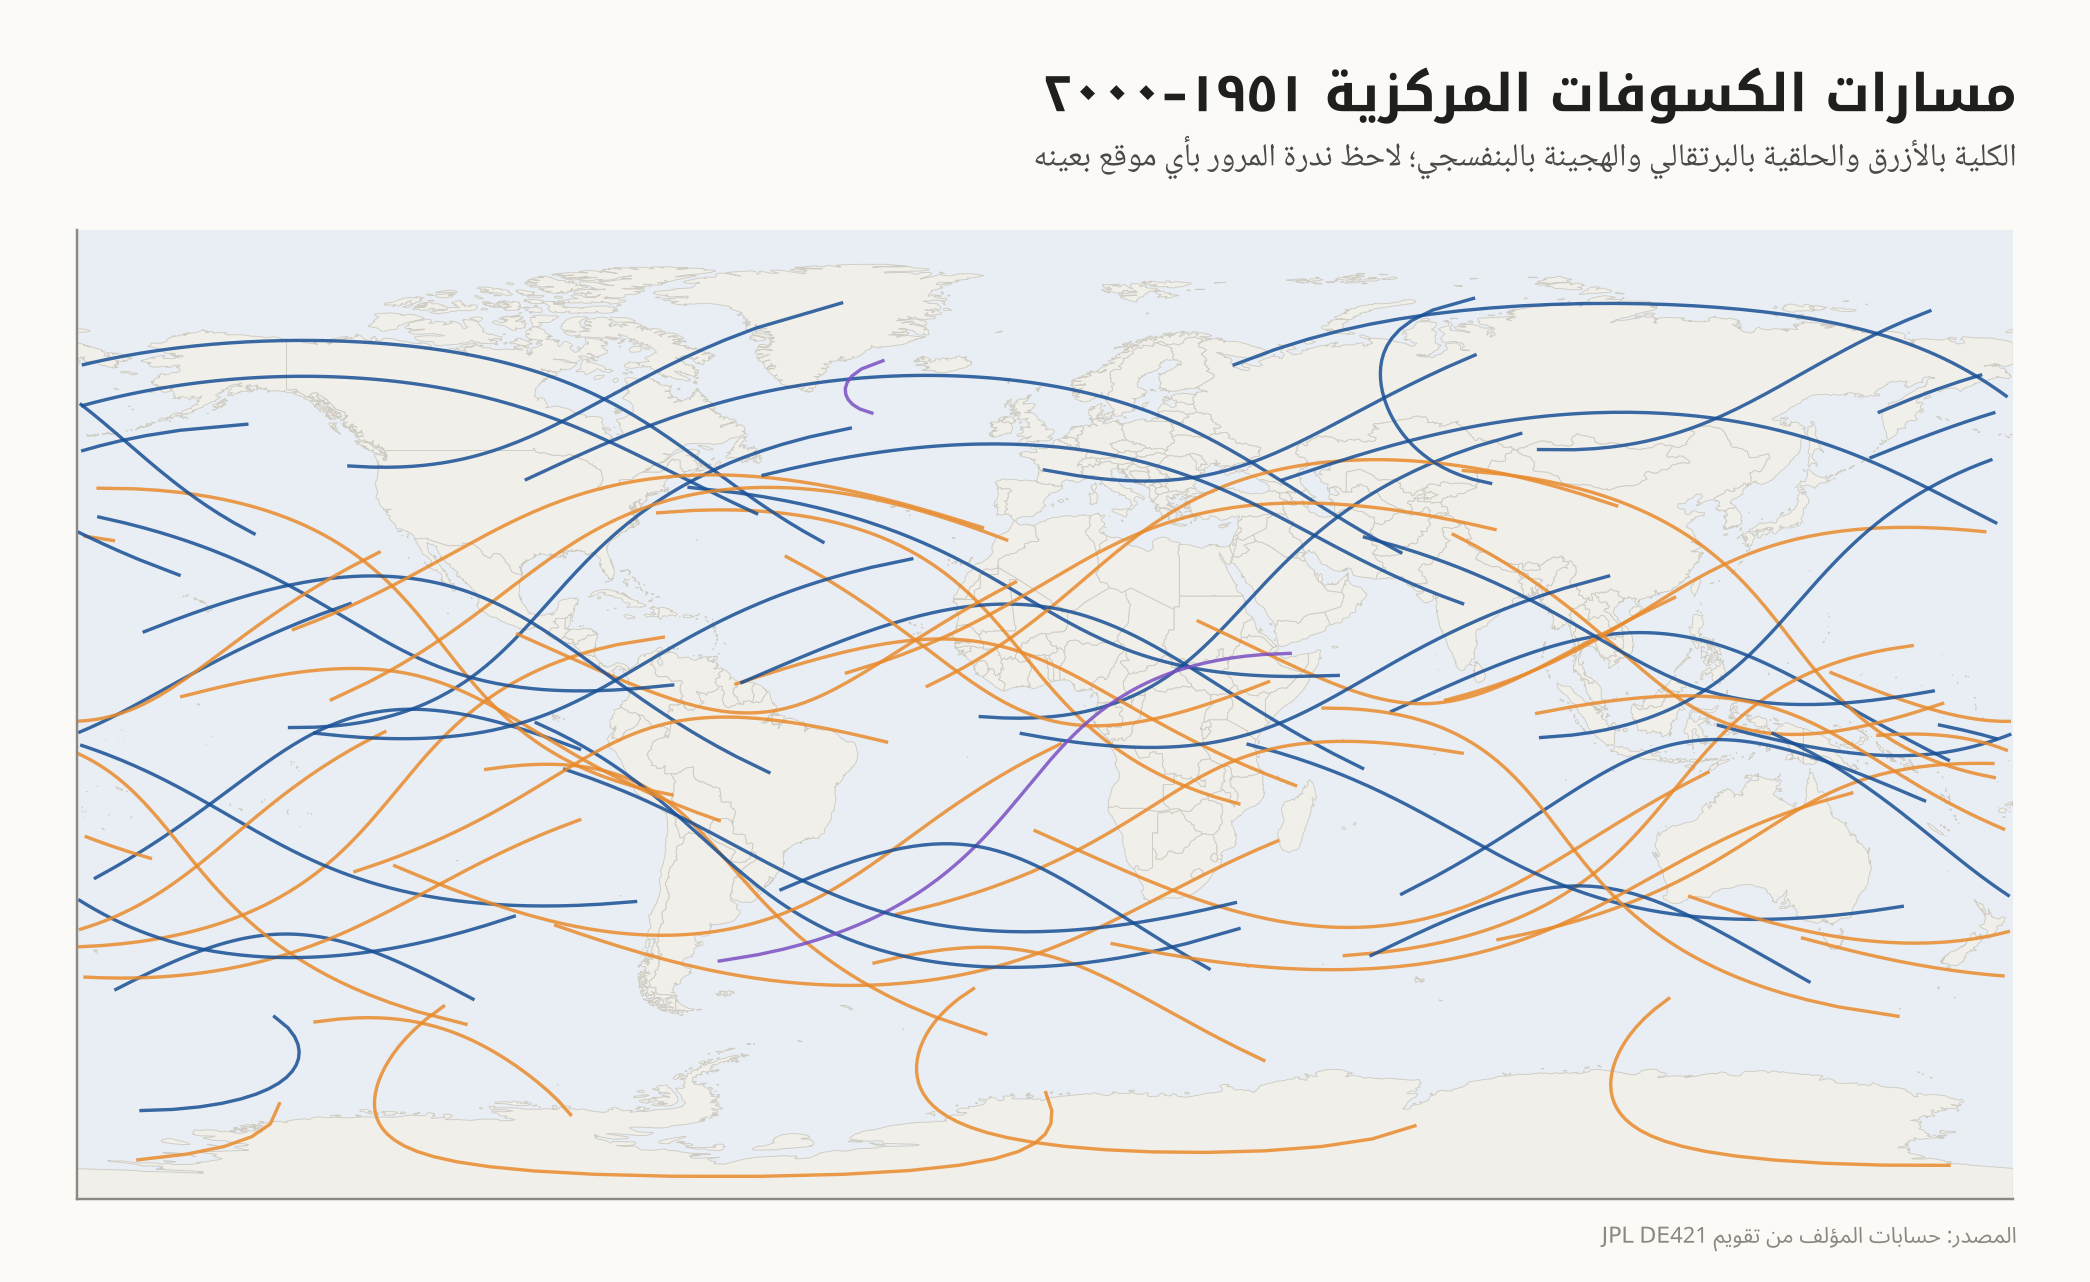 مسارات الكسوفات المركزية ١٩٥١–٢٠٠٠
الكلية بالأزرق والحلقية بالبرتقالي والهجينة بالبنفسجي؛ لاحظ ندرة المرور بأي موقع بعينه
المصدر: حسابات المؤلف من تقويم JPL DE421